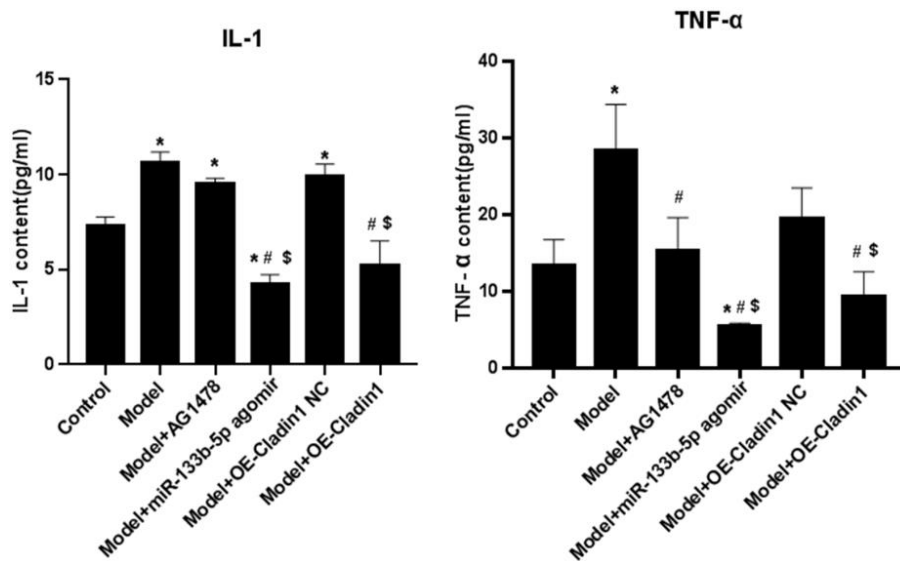 IL-1
IL-1 content(pg/ml)
15
10
5
0
*
*
* # $
*
# $
Control
Model
Model+AG1478
Model+miR-133b-5p agomir
Model+OE-Cladin1 NC
Model+OE-Cladin1
TNF-α
TNF- α content(pg/ml)
40
30
20
10
0
*
#
* # $
# $
Control
Model
Model+AG1478
Model+miR-133b-5p agomir
Model+OE-Cladin1 NC
Model+OE-Cladin1